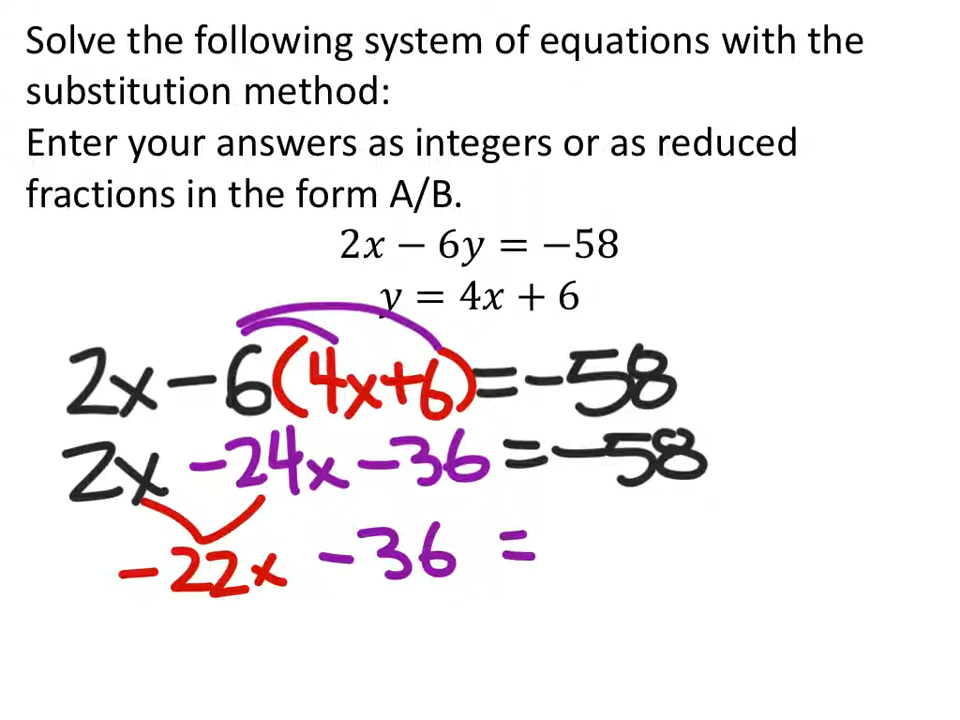 Solve the following system of equations with the
substitution method:
Enter your answers as integers or as reduced
fractions in the form A/B.
2x − 6y = −58
y = 4x + 6
2x − 6(4x+6) = −58
2x −24x −36 = −58
−22x −36 =